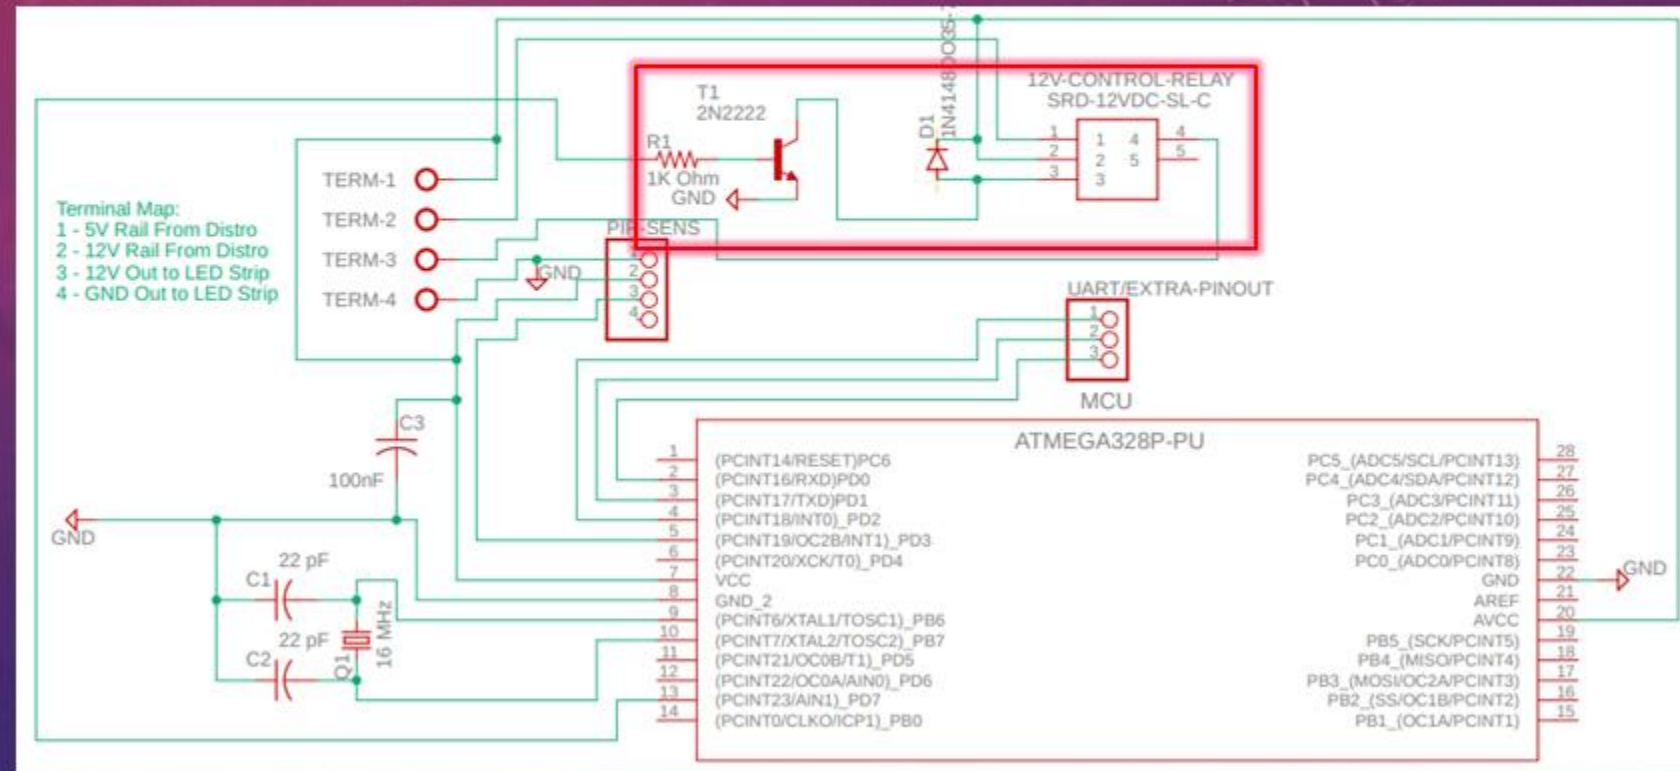 1N4148DO35-
D1
12V-CONTROL-RELAY
SRD-12VDC-SL-C
1
2
3
1 4
2 5
3
4
5
T1
2N2222
R1
1K Ohm
GND
TERM-1
TERM-2
TERM-3
TERM-4
Terminal Map:
1 - 5V Rail From Distro
2 - 12V Rail From Distro
3 - 12V Out to LED Strip
4 - GND Out to LED Strip
GND
PIR-SENS
1
2
3
4
UART/EXTRA-PINOUT
1
2
3
MCU
ATMEGA328P-PU
C3
100nF
GND
22 pF
C1
22 pF
C2
Q1
16 MHz
1 (PCINT14/RESET)PC6
2 (PCINT16/RXD)PD0
3 (PCINT17/TXD)PD1
4 (PCINT18/INT0)_PD2
5 (PCINT19/OC2B/INT1)_PD3
6 (PCINT20/XCK/T0)_PD4
7 VCC
8 GND_2
9 (PCINT6/XTAL1/TOSC1)_PB6
10 (PCINT7/XTAL2/TOSC2)_PB7
11 (PCINT21/OC0B/T1)_PD5
12 (PCINT22/OC0A/AIN0)_PD6
13 (PCINT23/AIN1)_PD7
14 (PCINT0/CLKO/ICP1)_PB0
PC5_(ADC5/SCL/PCINT13) 28
PC4_(ADC4/SDA/PCINT12) 27
PC3_(ADC3/PCINT11) 26
PC2_(ADC2/PCINT10) 25
PC1_(ADC1/PCINT9) 24
PC0_(ADC0/PCINT8) 23
GND 22
AREF 21
AVCC 20
PB5_(SCK/PCINT5) 19
PB4_(MISO/PCINT4) 18
PB3_(MOSI/OC2A/PCINT3) 17
PB2_(SS/OC1B/PCINT2) 16
PB1_(OC1A/PCINT1) 15
GND